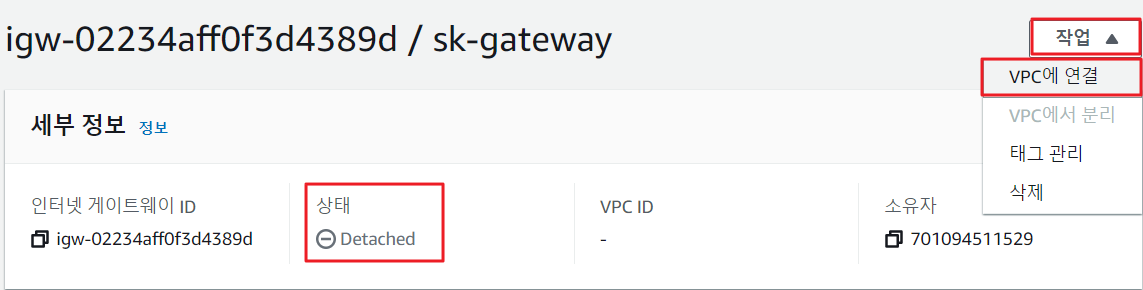 igw-02234aff0f3d4389d / sk-gateway
작업
VPC에 연결
VPC에서 분리
태그 관리
삭제
세부 정보 정보
인터넷 게이트웨이 ID
igw-02234aff0f3d4389d
상태
Detached
VPC ID
-
소유자
701094511529